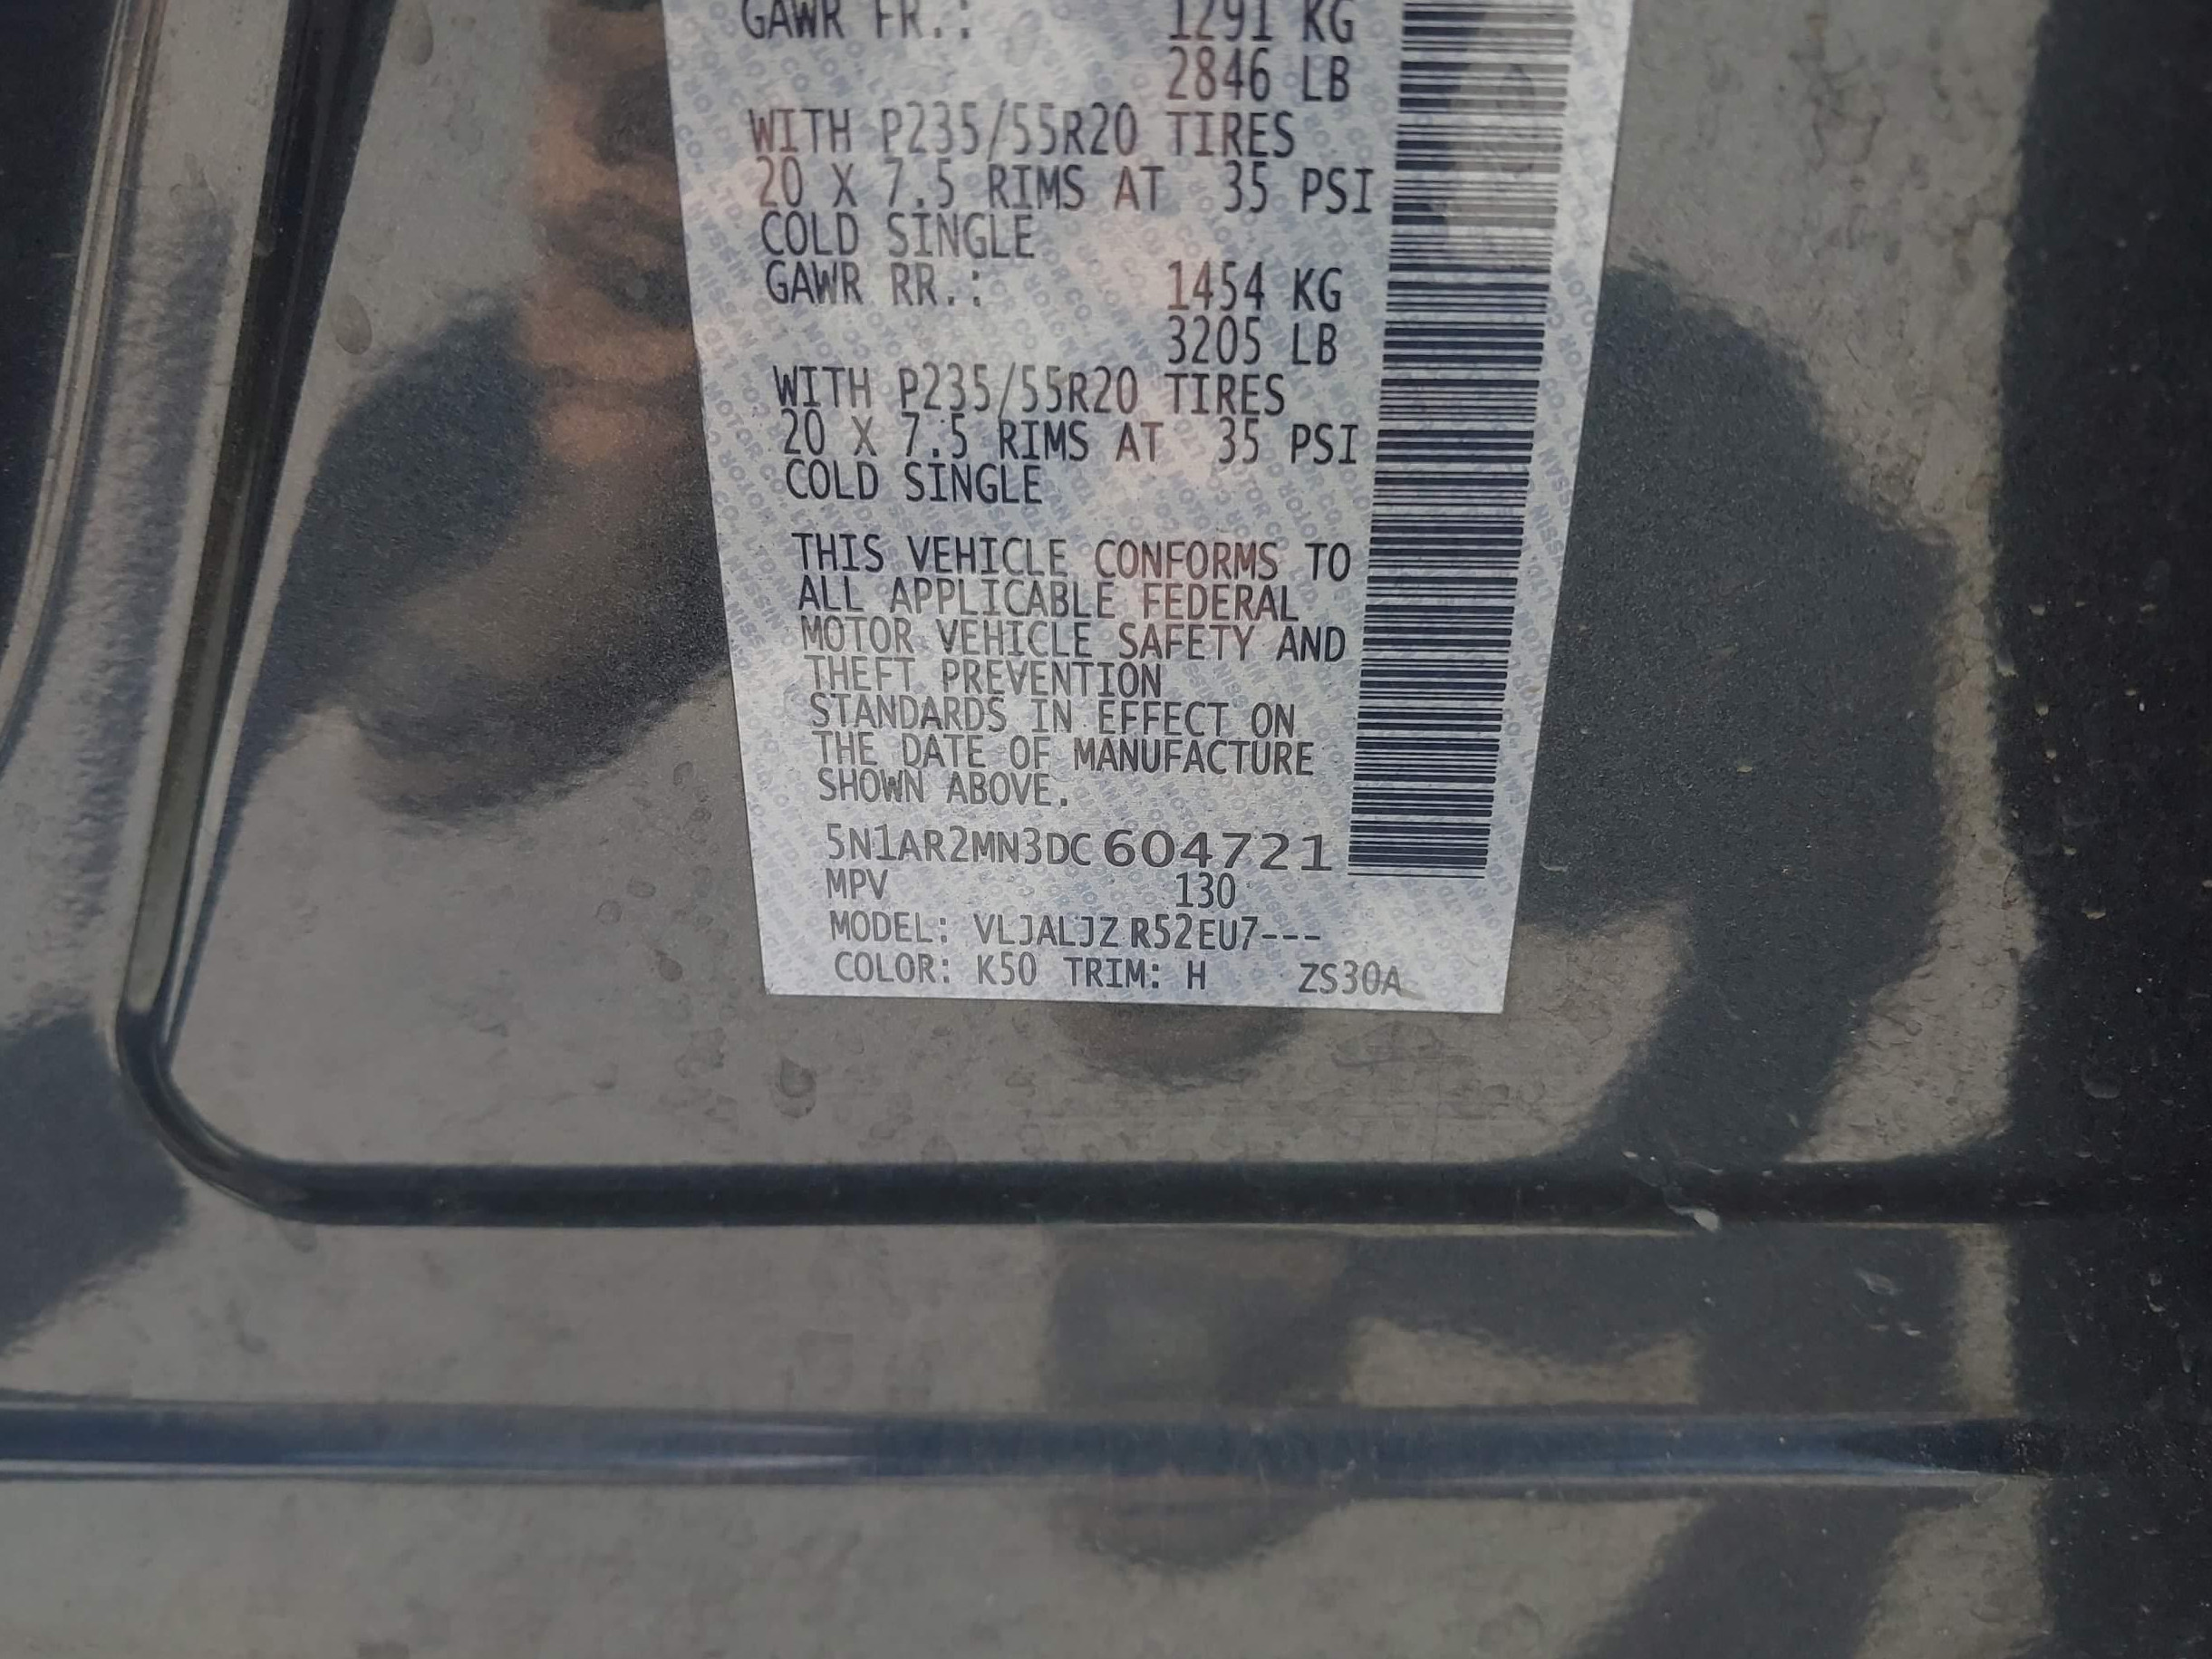 GAWR FR.: 1291 KG
2846 LB
WITH P235/55R20 TIRES
20 X 7.5 RIMS AT 35 PSI
COLD SINGLE
GAWR RR.: 1454 KG
3205 LB
WITH P235/55R20 TIRES
20 X 7.5 RIMS AT 35 PSI
COLD SINGLE
THIS VEHICLE CONFORMS TO
ALL APPLICABLE FEDERAL
MOTOR VEHICLE SAFETY AND
THEFT PREVENTION
STANDARDS IN EFFECT ON
THE DATE OF MANUFACTURE
SHOWN ABOVE.
5N1AR2MN3DC604721
MPV 130
MODEL: VLJALJZ R52EU7---
COLOR: K50 TRIM: H ZS30A